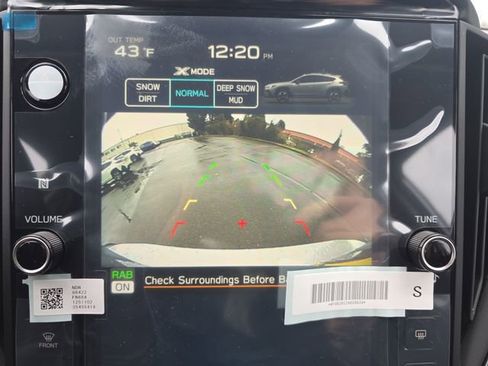 OUT TEMP
43°F
12:20 PM
X MODE
SNOW DIRT
NORMAL
DEEP SNOW MUD
VOLUME
TUNE
RAB
ON
Check Surroundings Before Ba
S
FRONT